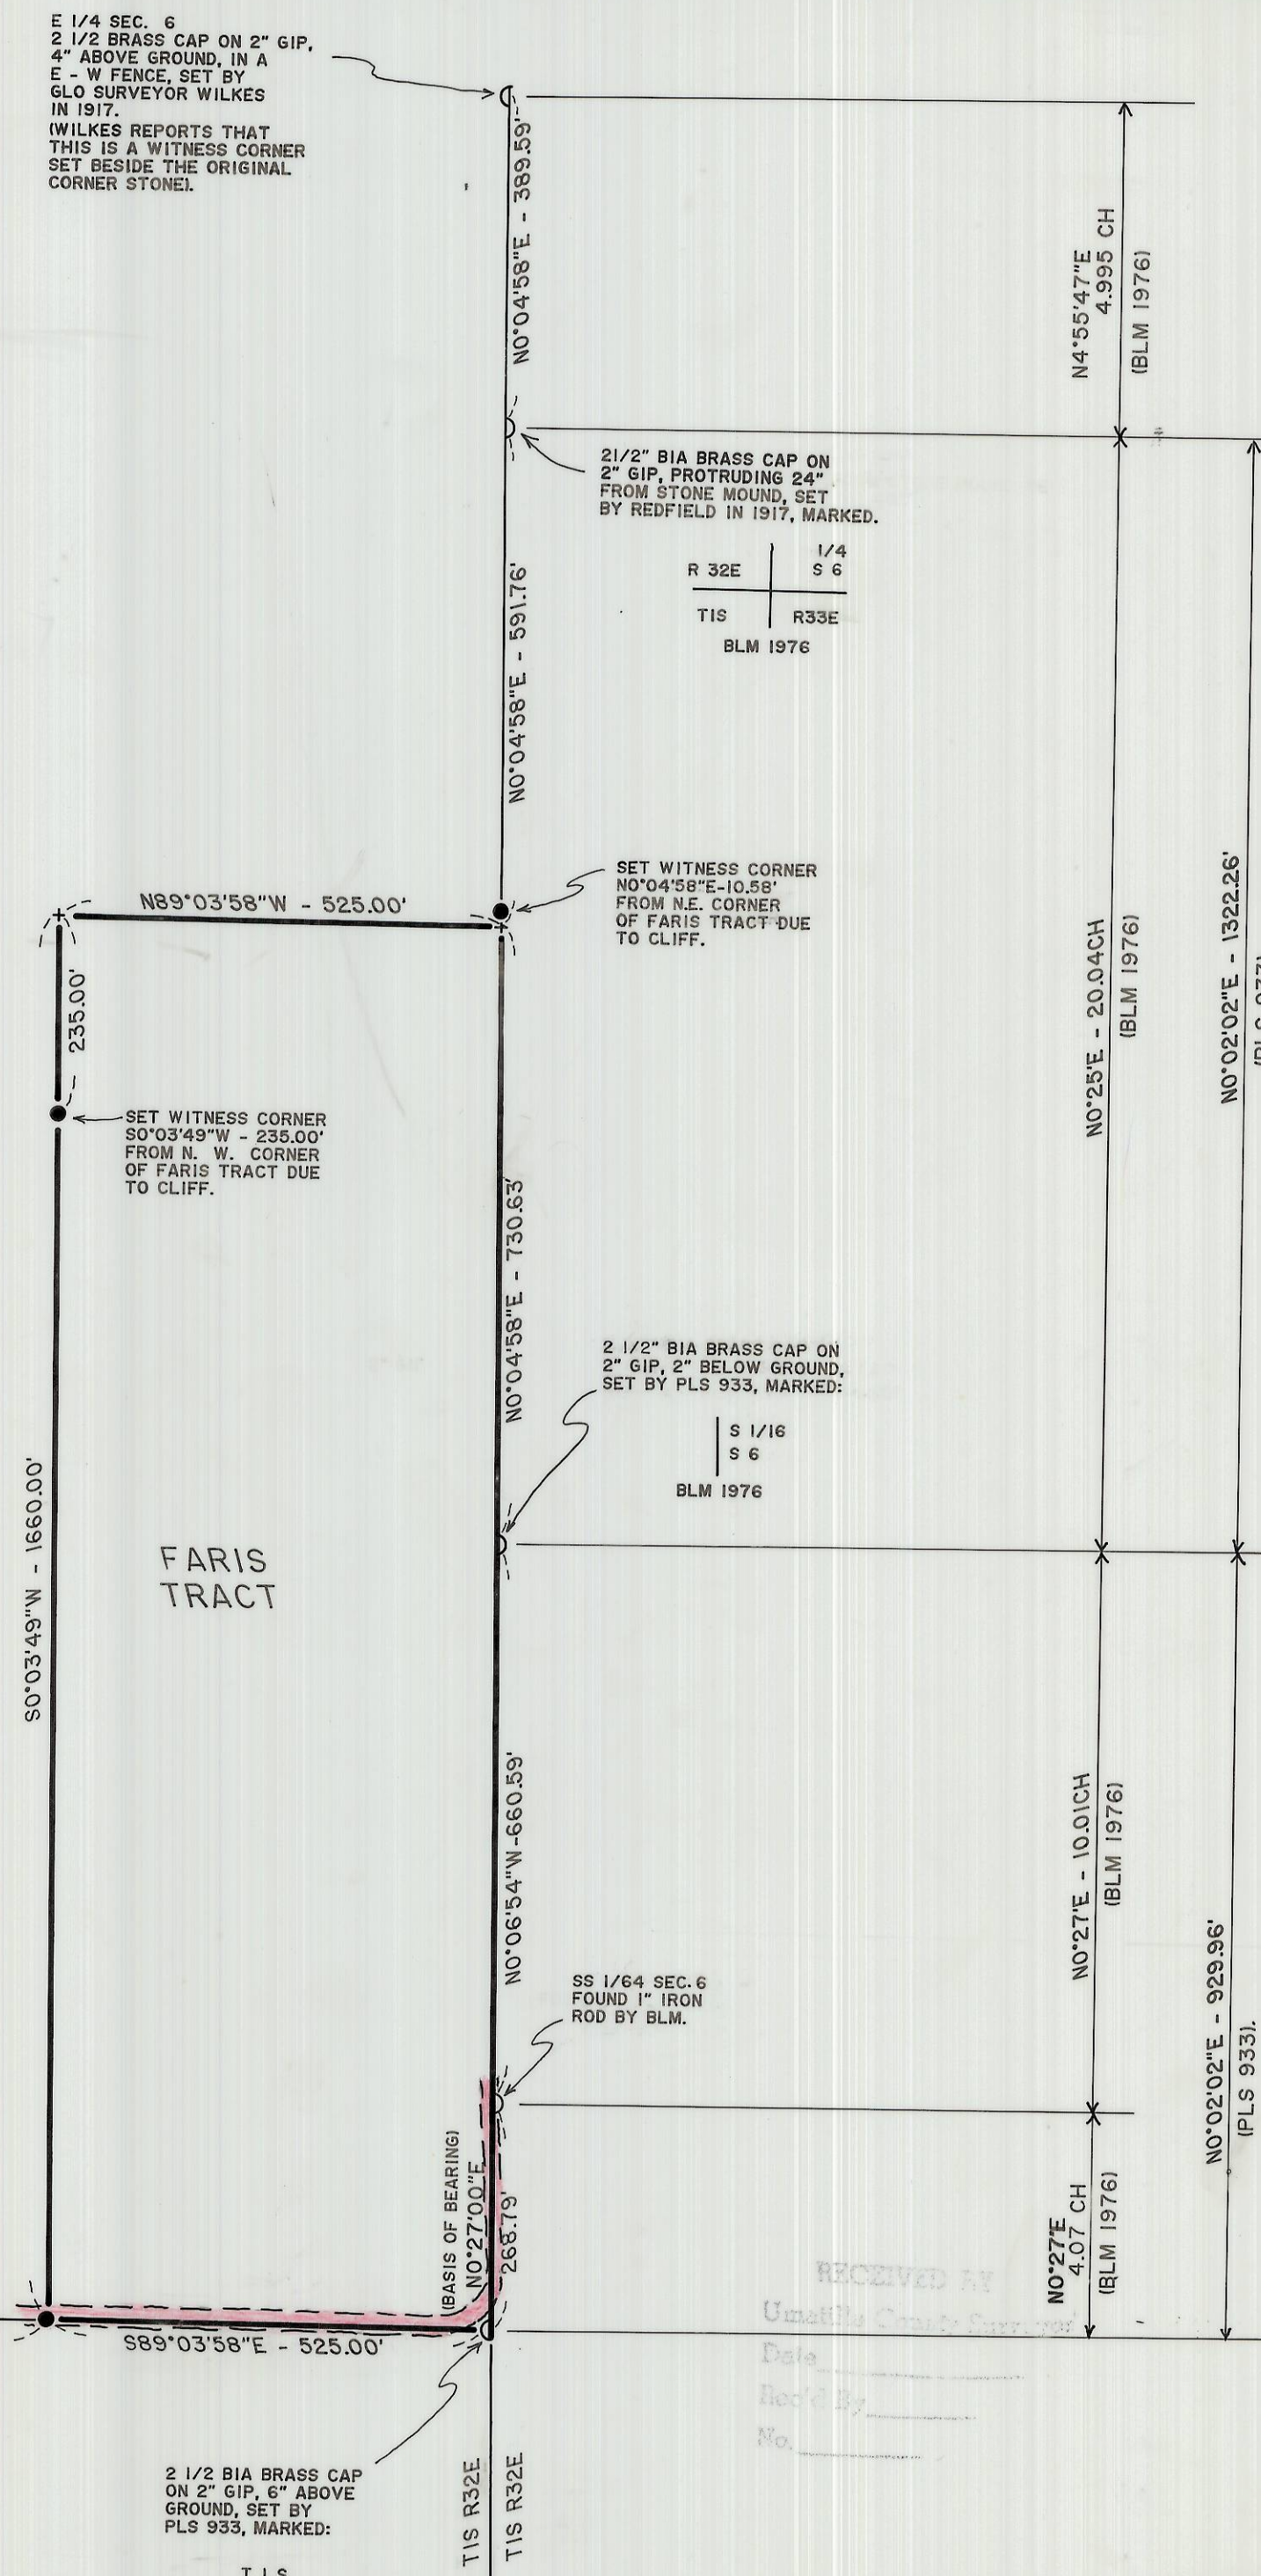 E 1/4 SEC. 6
2 1/2 BRASS CAP ON 2" GIP,
4" ABOVE GROUND, IN A
E - W FENCE, SET BY
GLO SURVEYOR WILKES
IN 1917.
(WILKES REPORTS THAT
THIS IS A WITNESS CORNER
SET BESIDE THE ORIGINAL
CORNER STONE).
N0°04'58"E - 389.59'
N4°55'47"E
4.995 CH
(BLM 1976)
21/2" BIA BRASS CAP ON
2" GIP, PROTRUDING 24"
FROM STONE MOUND, SET
BY REDFIELD IN 1917, MARKED.
1/4
R 32E S 6
T1S R33E
BLM 1976
N0°04'58"E - 591.76'
SET WITNESS CORNER
N0°04'58"E-10.58'
FROM N.E. CORNER
OF FARIS TRACT DUE
TO CLIFF.
N89°03'58"W - 525.00'
235.00'
SET WITNESS CORNER
S0°03'49"W - 235.00'
FROM N. W. CORNER
OF FARIS TRACT DUE
TO CLIFF.
N0°25'E - 20.04CH
(BLM 1976)
N0°02'02"E - 1322.26'
N0°04'58"E - 730.63'
2 1/2" BIA BRASS CAP ON
2" GIP, 2" BELOW GROUND,
SET BY PLS 933, MARKED:
S 1/16
S 6
BLM 1976
S0°03'49"W - 1660.00'
FARIS
TRACT
N0°06'54"W-660.59'
N0°27'E - 10.01CH
(BLM 1976)
N0°02'02"E - 929.96'
(PLS 933).
SS 1/64 SEC.6
FOUND 1" IRON
ROD BY BLM.
(BASIS OF BEARING)
N0°27'00"E
268.79'
N0°27'E
4.07 CH
(BLM 1976)
RECEIVED BY
Umatilla County Surveyor
Date
Rec'd By
No.
S89°03'58"E - 525.00'
2 1/2 BIA BRASS CAP
ON 2" GIP, 6" ABOVE
GROUND, SET BY
PLS 933, MARKED:
T1S R32E
T1S R32E